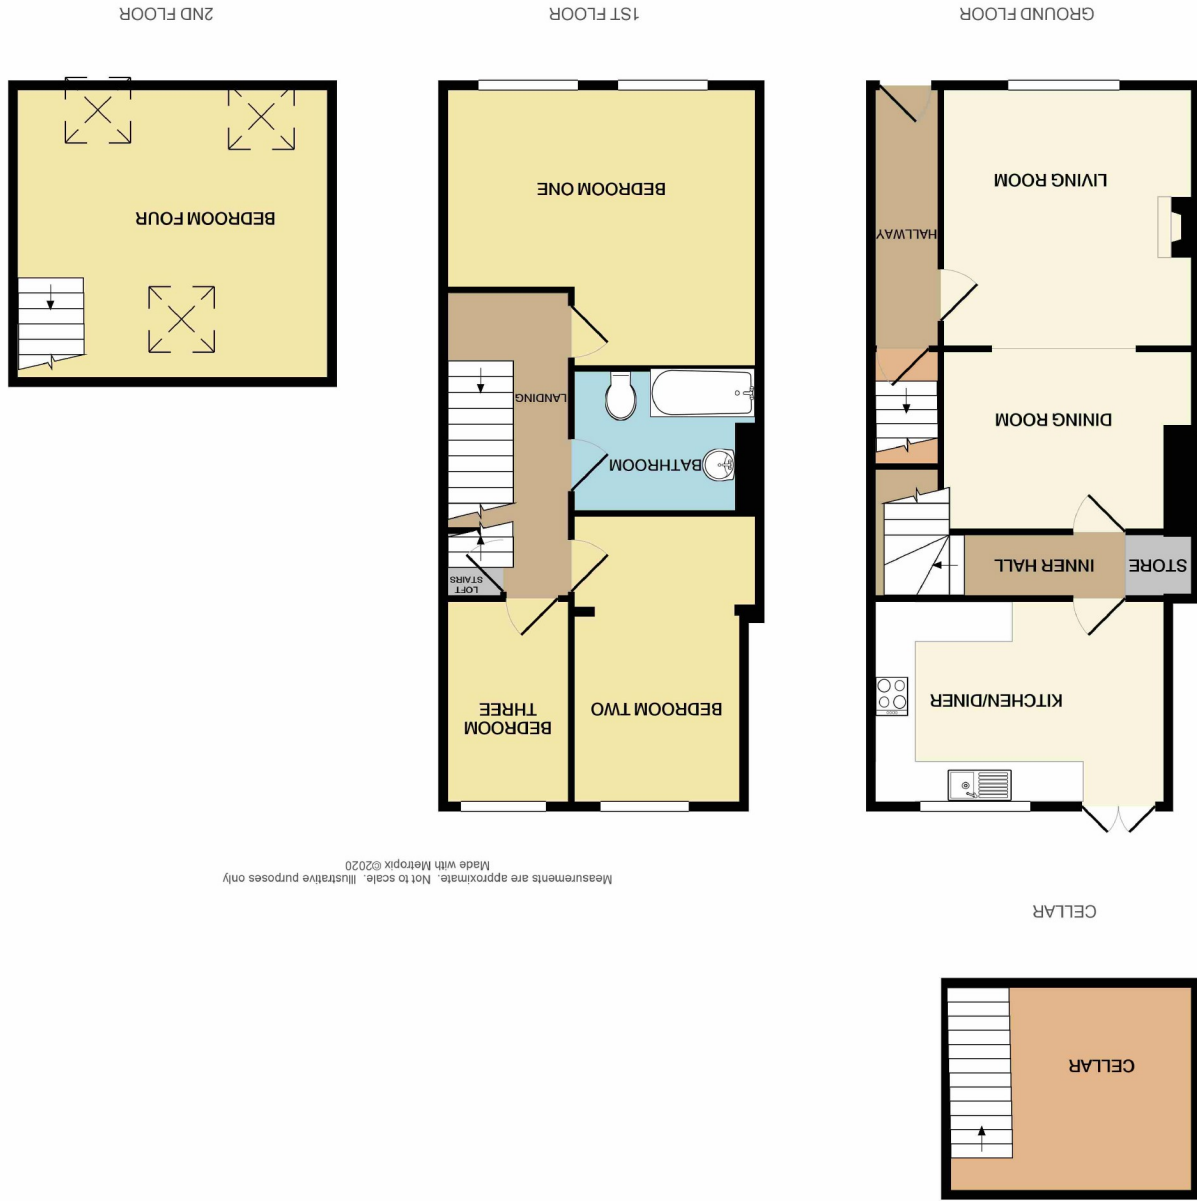 CELLAR
CELLAR
Measurements are approximate. Not to scale. Illustrative purposes only
Made with Metropix ©2020
KITCHEN/DINER
STORE
INNER HALL
DINING ROOM
HALLWAY
LIVING ROOM
GROUND FLOOR
BEDROOM TWO
BEDROOM
THREE
LOFT
STAIRS
BATHROOM
LANDING
BEDROOM ONE
1ST FLOOR
BEDROOM FOUR
2ND FLOOR